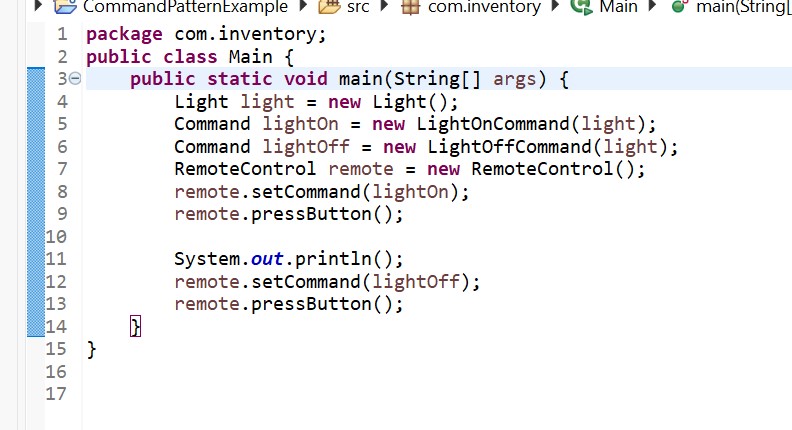 CommandPatternExample src com.inventory Main main(String[
1 package com.inventory;
2 public class Main {
3 public static void main(String[] args) {
4 Light light = new Light();
5 Command lightOn = new LightOnCommand(light);
6 Command lightOff = new LightOffCommand(light);
7 RemoteControl remote = new RemoteControl();
8 remote.setCommand(lightOn);
9 remote.pressButton();
10
11 System.out.println();
12 remote.setCommand(lightOff);
13 remote.pressButton();
14 }
15 }
16
17